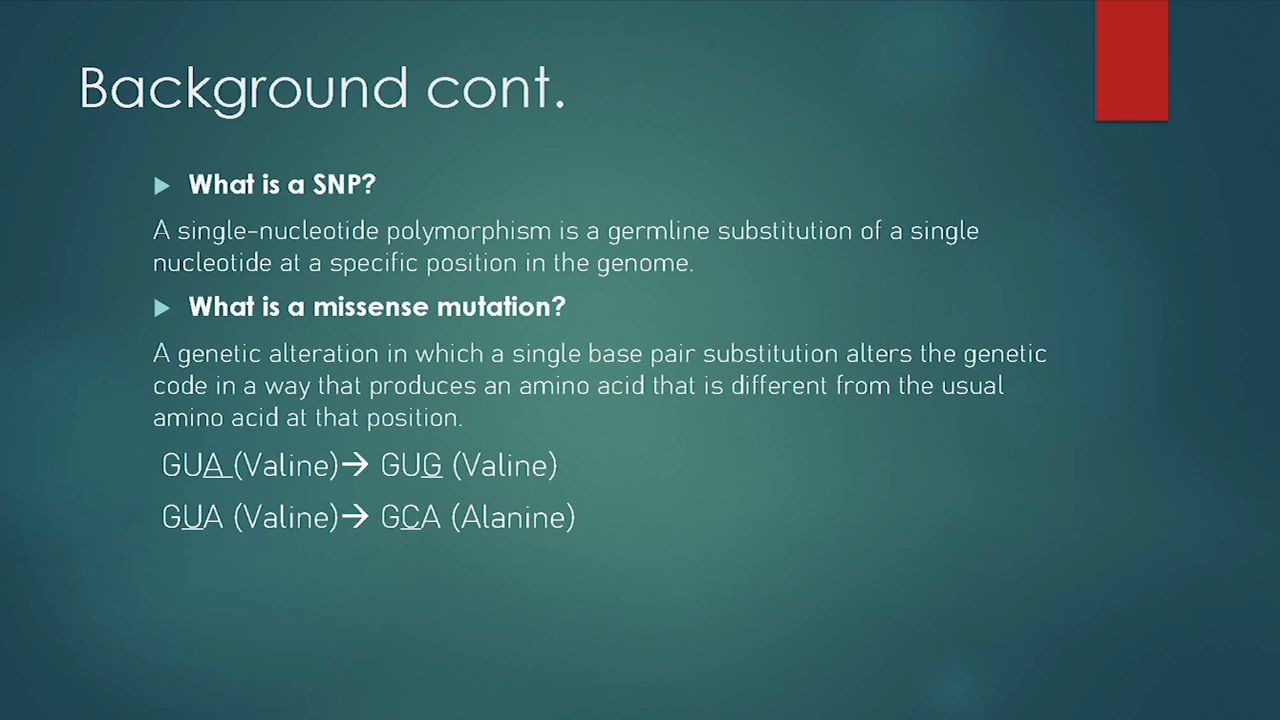 Background cont.
What is a SNP?
A single-nucleotide polymorphism is a germline substitution of a single
nucleotide at a specific position in the genome.
What is a missense mutation?
A genetic alteration in which a single base pair substitution alters the genetic
code in a way that produces an amino acid that is different from the usual
amino acid at that position.
GUA (Valine)→ GUG (Valine)
GUA (Valine)→ GCA (Alanine)